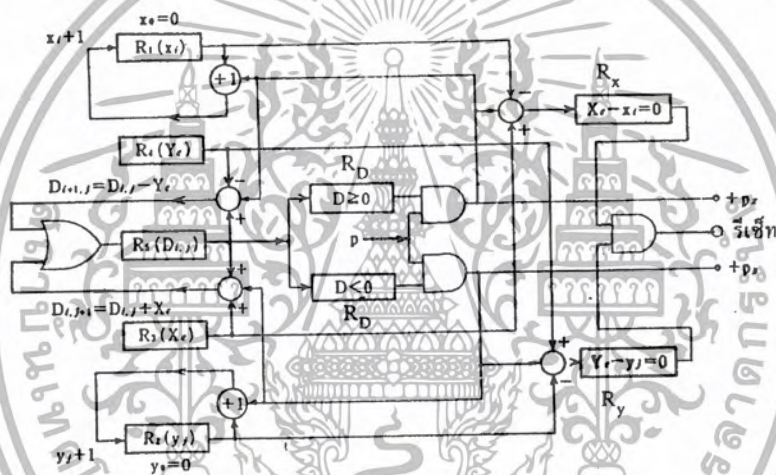 x₀=0
xᵢ+1
R₁(xᵢ)
+1
Rₓ
Xₑ-xᵢ=0
R₄(Yₑ)
Dᵢ₊₁,ⱼ=Dᵢ,ⱼ-Yₑ
R_D
D≥0
+pₓ
R₅(Dᵢ,ⱼ)
p
รีเซ็ท
D<0
R_D
Dᵢ,ⱼ₊₁=Dᵢ,ⱼ+Xₑ
R₃(Xₑ)
Yₑ-yⱼ=0
R_y
+1
R₂(yⱼ)
yⱼ+1
y₀=0